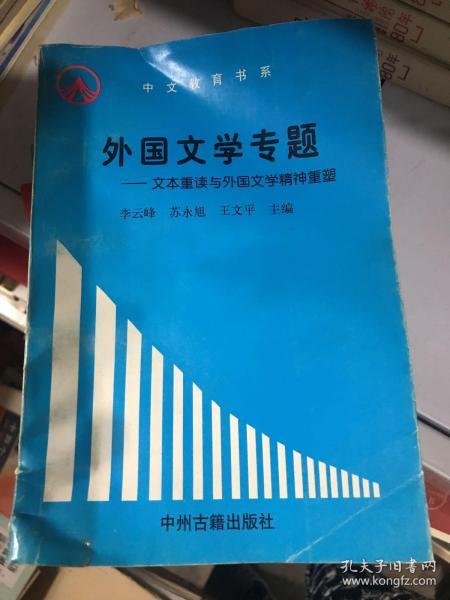 中文教育书系
外国文学专题
——文本重读与外国文学精神重塑
李云峰 苏永旭 王文平 主编
中州古籍出版社
孔夫子旧书网
www.kongfz.com